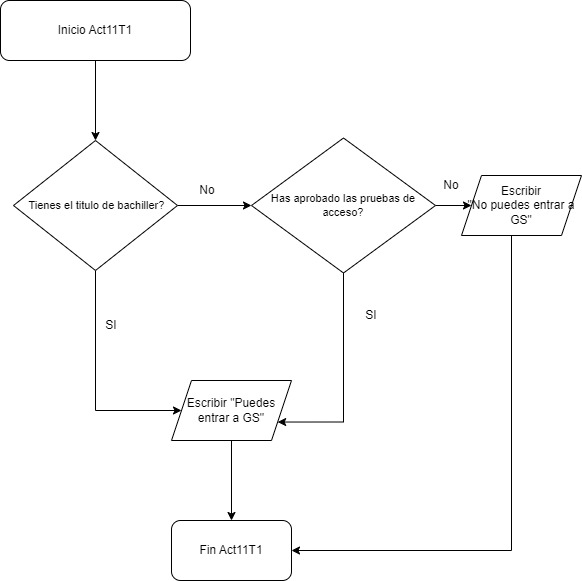 Inicio Act11T1
Tienes el titulo de bachiller?
No
Has aprobado las pruebas de
acceso?
No
Escribir
"No puedes entrar a
GS"
SI
SI
Escribir "Puedes
entrar a GS"
Fin Act11T1